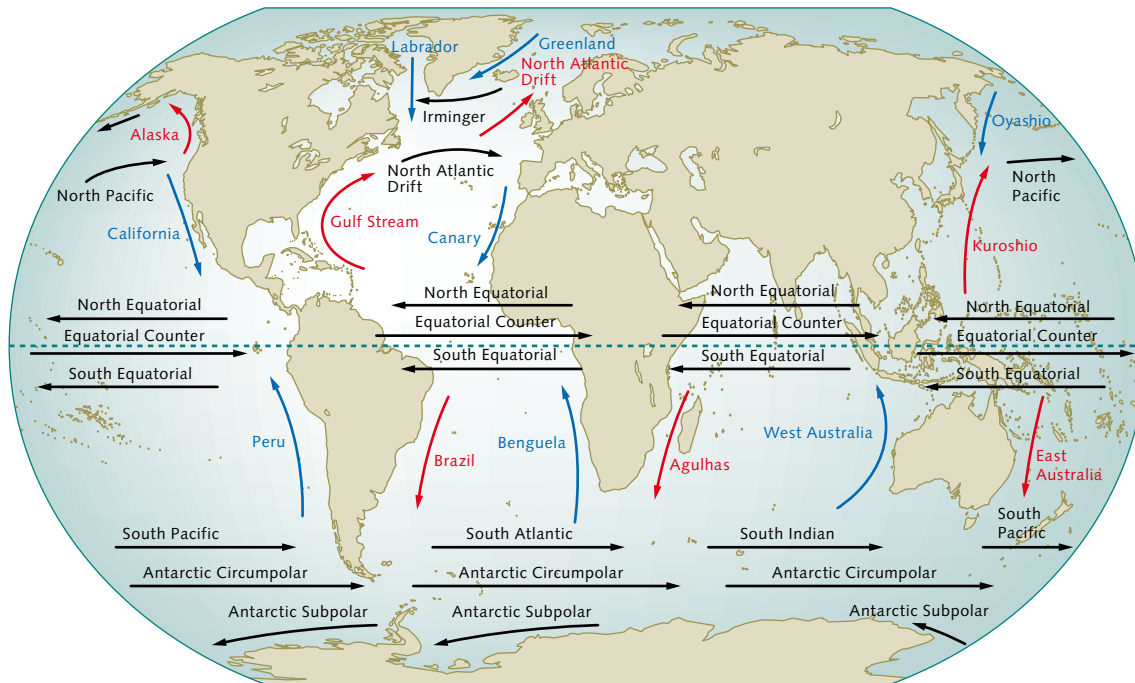 Labrador
Greenland
North Atlantic
Drift
Irminger
Oyashio
Alaska
North Atlantic
Drift
North Pacific
North
Pacific
Gulf Stream
California
Canary
Kuroshio
North Equatorial
North Equatorial
North Equatorial
North Equatorial
Equatorial Counter
Equatorial Counter
Equatorial Counter
Equatorial Counter
South Equatorial
South Equatorial
South Equatorial
South Equatorial
Peru
Brazil
Benguela
Agulhas
West Australia
East
Australia
South Pacific
South Atlantic
South Indian
South
Pacific
Antarctic Circumpolar
Antarctic Circumpolar
Antarctic Circumpolar
Antarctic Subpolar
Antarctic Subpolar
Antarctic Subpolar